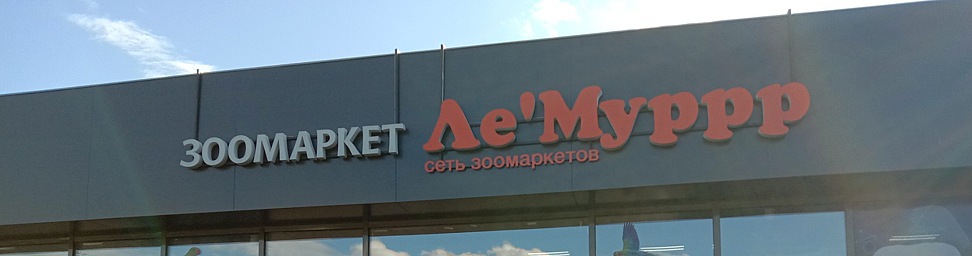 ЗООМАРКЕТ Ле'Муррр
сеть зоомаркетов